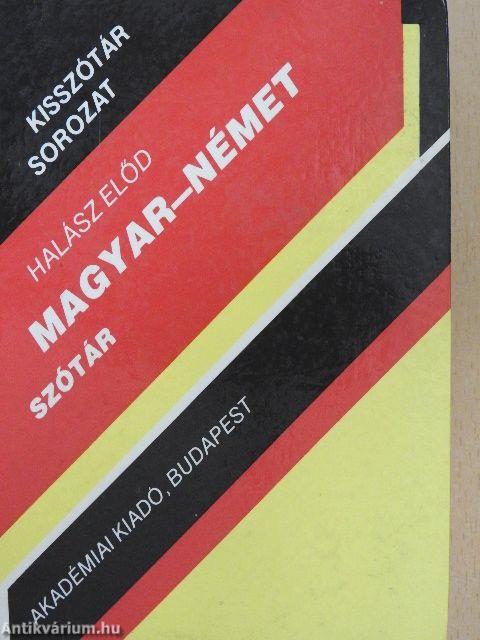 KISSZÓTÁR
SOROZAT
HALÁSZ ELŐD
MAGYAR–NÉMET
SZÓTÁR
AKADÉMIAI KIADÓ, BUDAPEST
Antikvárium.hu